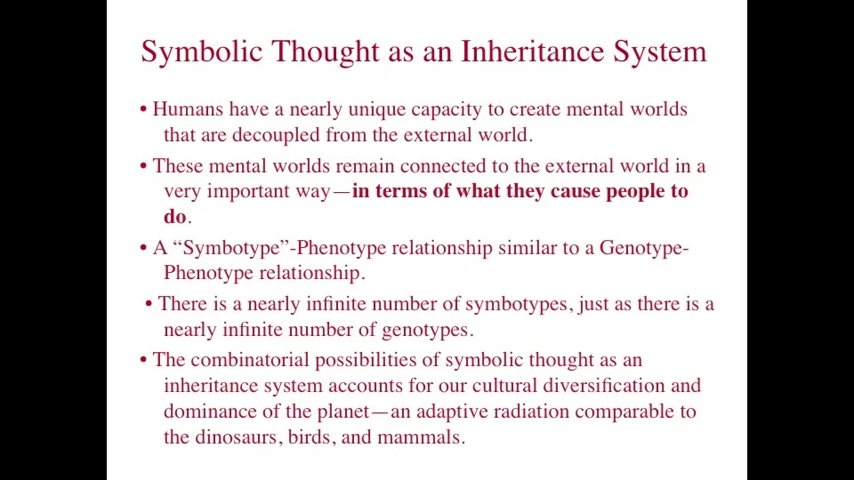 Symbolic Thought as an Inheritance System
• Humans have a nearly unique capacity to create mental worlds
that are decoupled from the external world.
• These mental worlds remain connected to the external world in a
very important way—in terms of what they cause people to
do.
• A “Symbotype”-Phenotype relationship similar to a Genotype-
Phenotype relationship.
• There is a nearly infinite number of symbotypes, just as there is a
nearly infinite number of genotypes.
• The combinatorial possibilities of symbolic thought as an
inheritance system accounts for our cultural diversification and
dominance of the planet—an adaptive radiation comparable to
the dinosaurs, birds, and mammals.